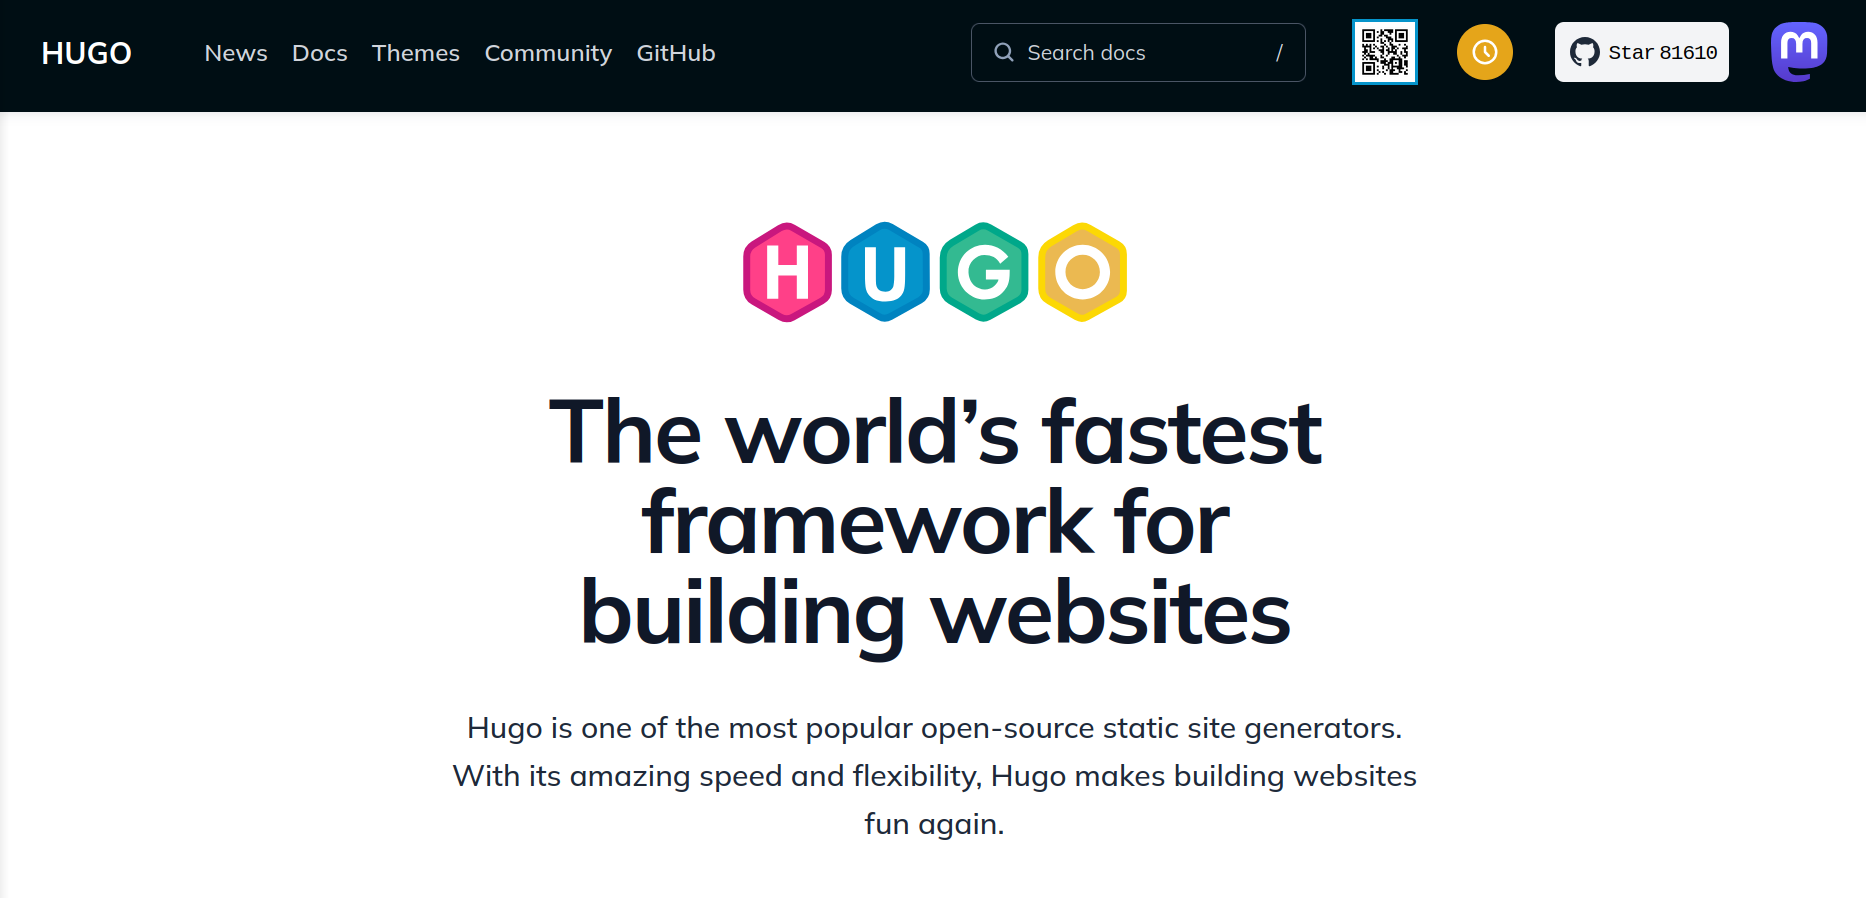 HUGO
News Docs Themes Community GitHub
Search docs /
Star 81610
HUGO
The world’s fastest
framework for
building websites
Hugo is one of the most popular open-source static site generators.
With its amazing speed and flexibility, Hugo makes building websites
fun again.